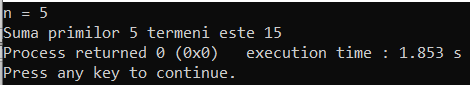 n = 5
Suma primilor 5 termeni este 15
Process returned 0 (0x0)   execution time : 1.853 s
Press any key to continue.